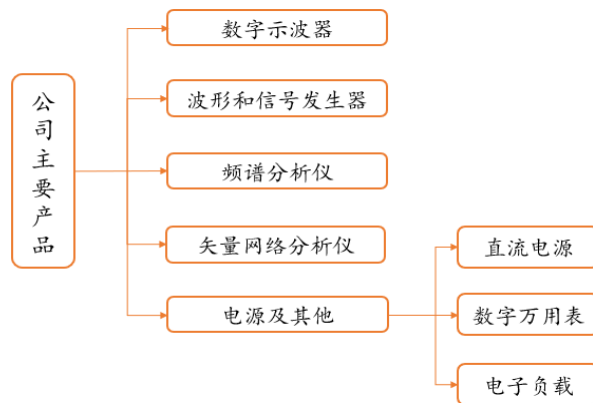 公司主要产品
数字示波器
波形和信号发生器
频谱分析仪
矢量网络分析仪
电源及其他
直流电源
数字万用表
电子负载